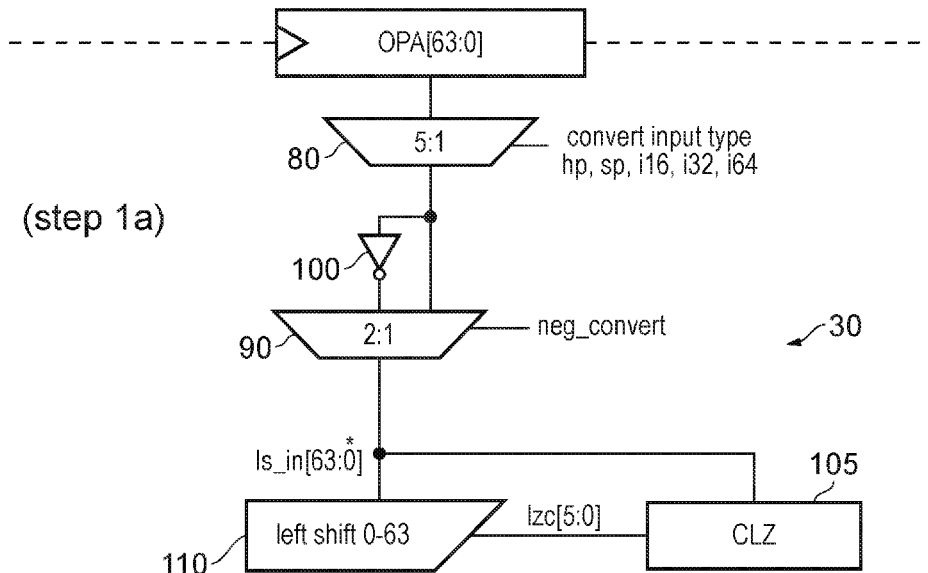 OPA[63:0]
5:1
80
convert input type
hp, sp, i16, i32, i64
(step 1a)
100
2:1
90
neg_convert
30
ls_in[63:0]*
105
lzc[5:0]
left shift 0-63
CLZ
110